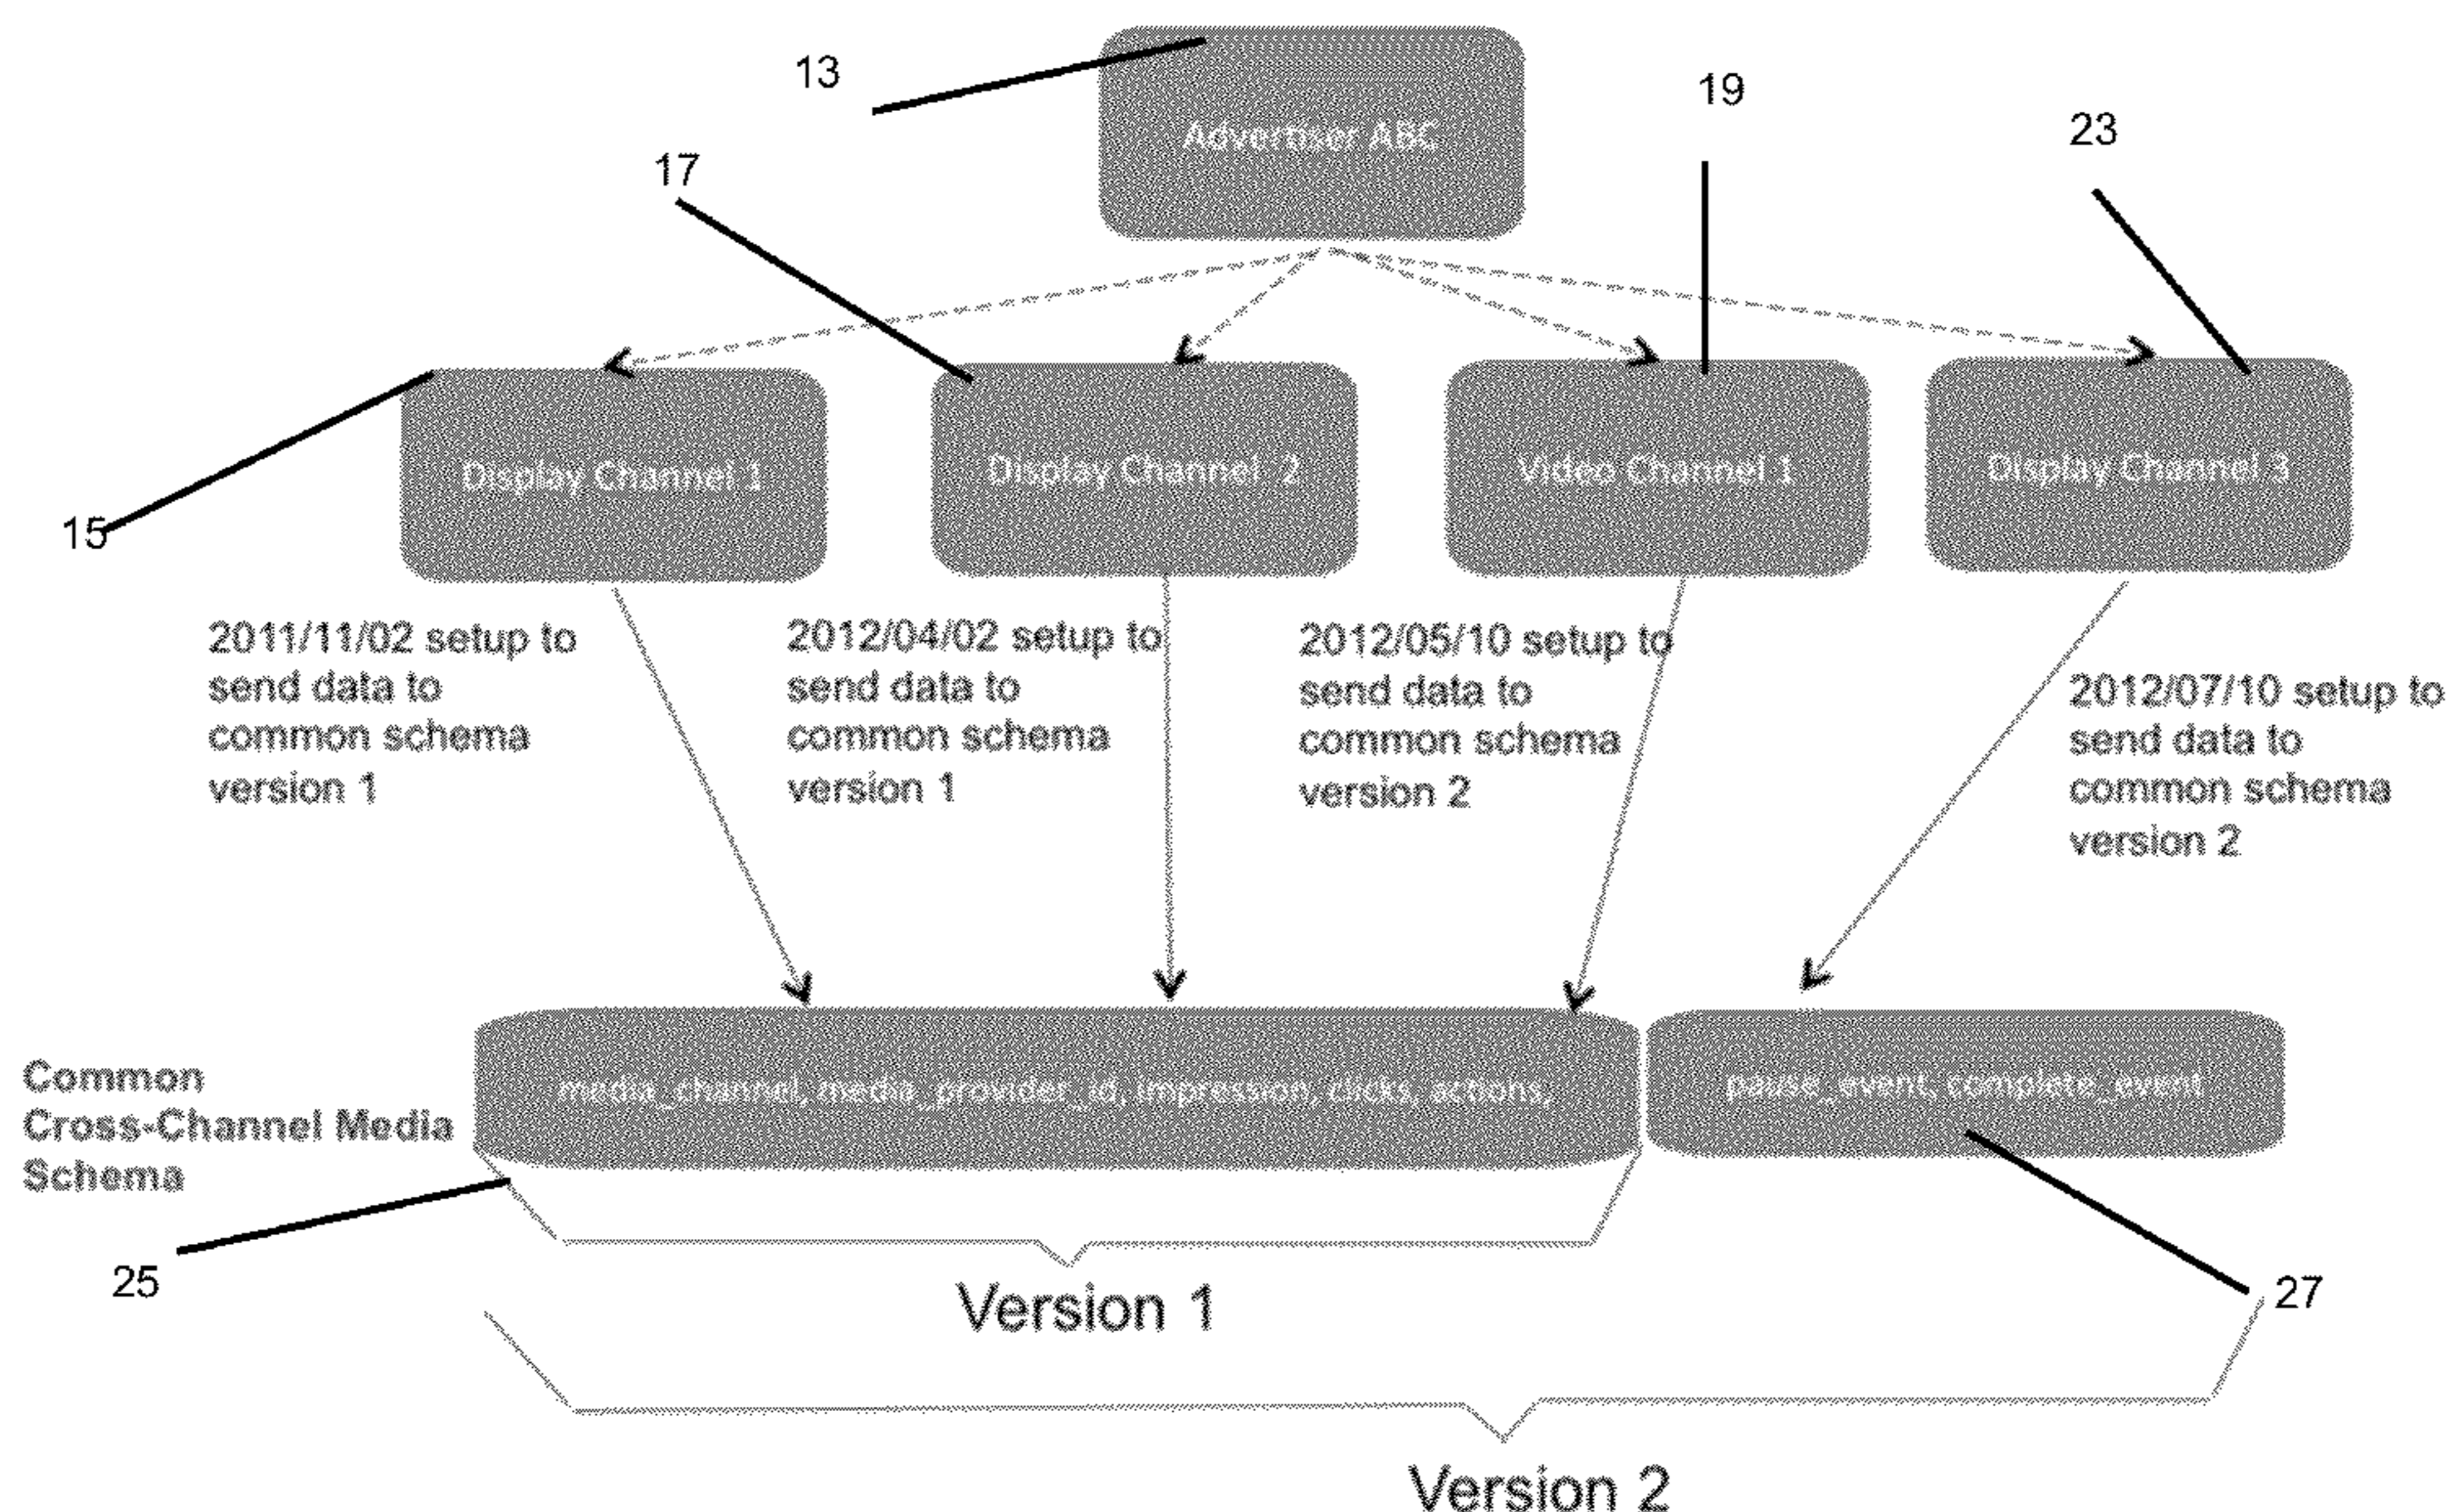 13
Advertiser ABC
19
23
17
Display Channel 1
Display Channel 2
Video Channel 1
Display Channel 3
15
2011/11/02 setup to
send data to
common schema
version 1
2012/04/02 setup to
send data to
common schema
version 1
2012/05/10 setup to
send data to
common schema
version 2
2012/07/10 setup to
send data to
common schema
version 2
Common
Cross-Channel Media
Schema
media_channel, media_provider_id, impression, clicks, actions,
pause_event, complete_event
25
27
Version 1
Version 2